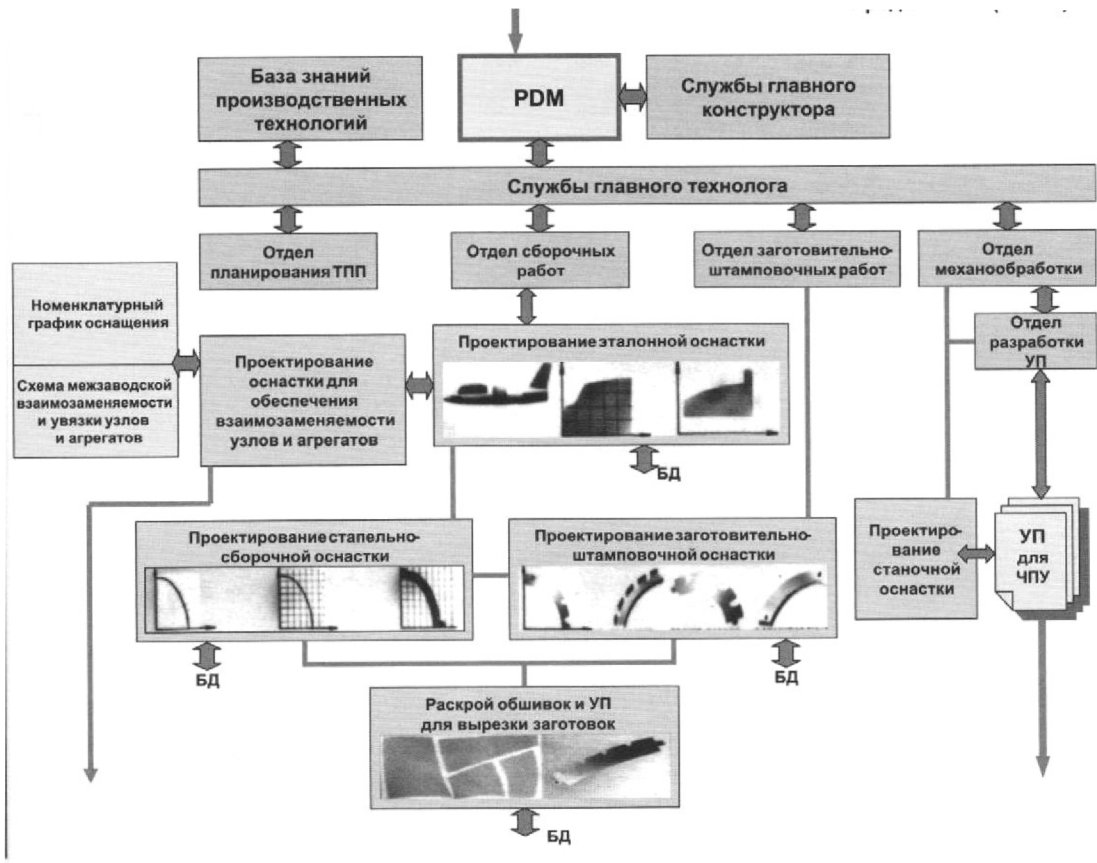 База знаний
производственных
технологий
PDM
Службы главного
конструктора
Службы главного технолога
Отдел
планирования ТПП
Отдел сборочных
работ
Отдел заготовительно-
штамповочных работ
Отдел
механообработки
Номенклатурный
график оснащения
Схема межзаводской
взаимозаменяемости
и увязки узлов
и агрегатов
Проектирование
оснастки для
обеспечения
взаимозаменяемости
узлов и агрегатов
Проектирование эталонной оснастки
БД
Отдел
разработки
УП
Проектирование стапельно-
сборочной оснастки
БД
Проектирование заготовительно-
штамповочной оснастки
БД
Проектиро-
вание
станочной
оснастки
УП
для
ЧПУ
Раскрой обшивок и УП
для вырезки заготовок
БД